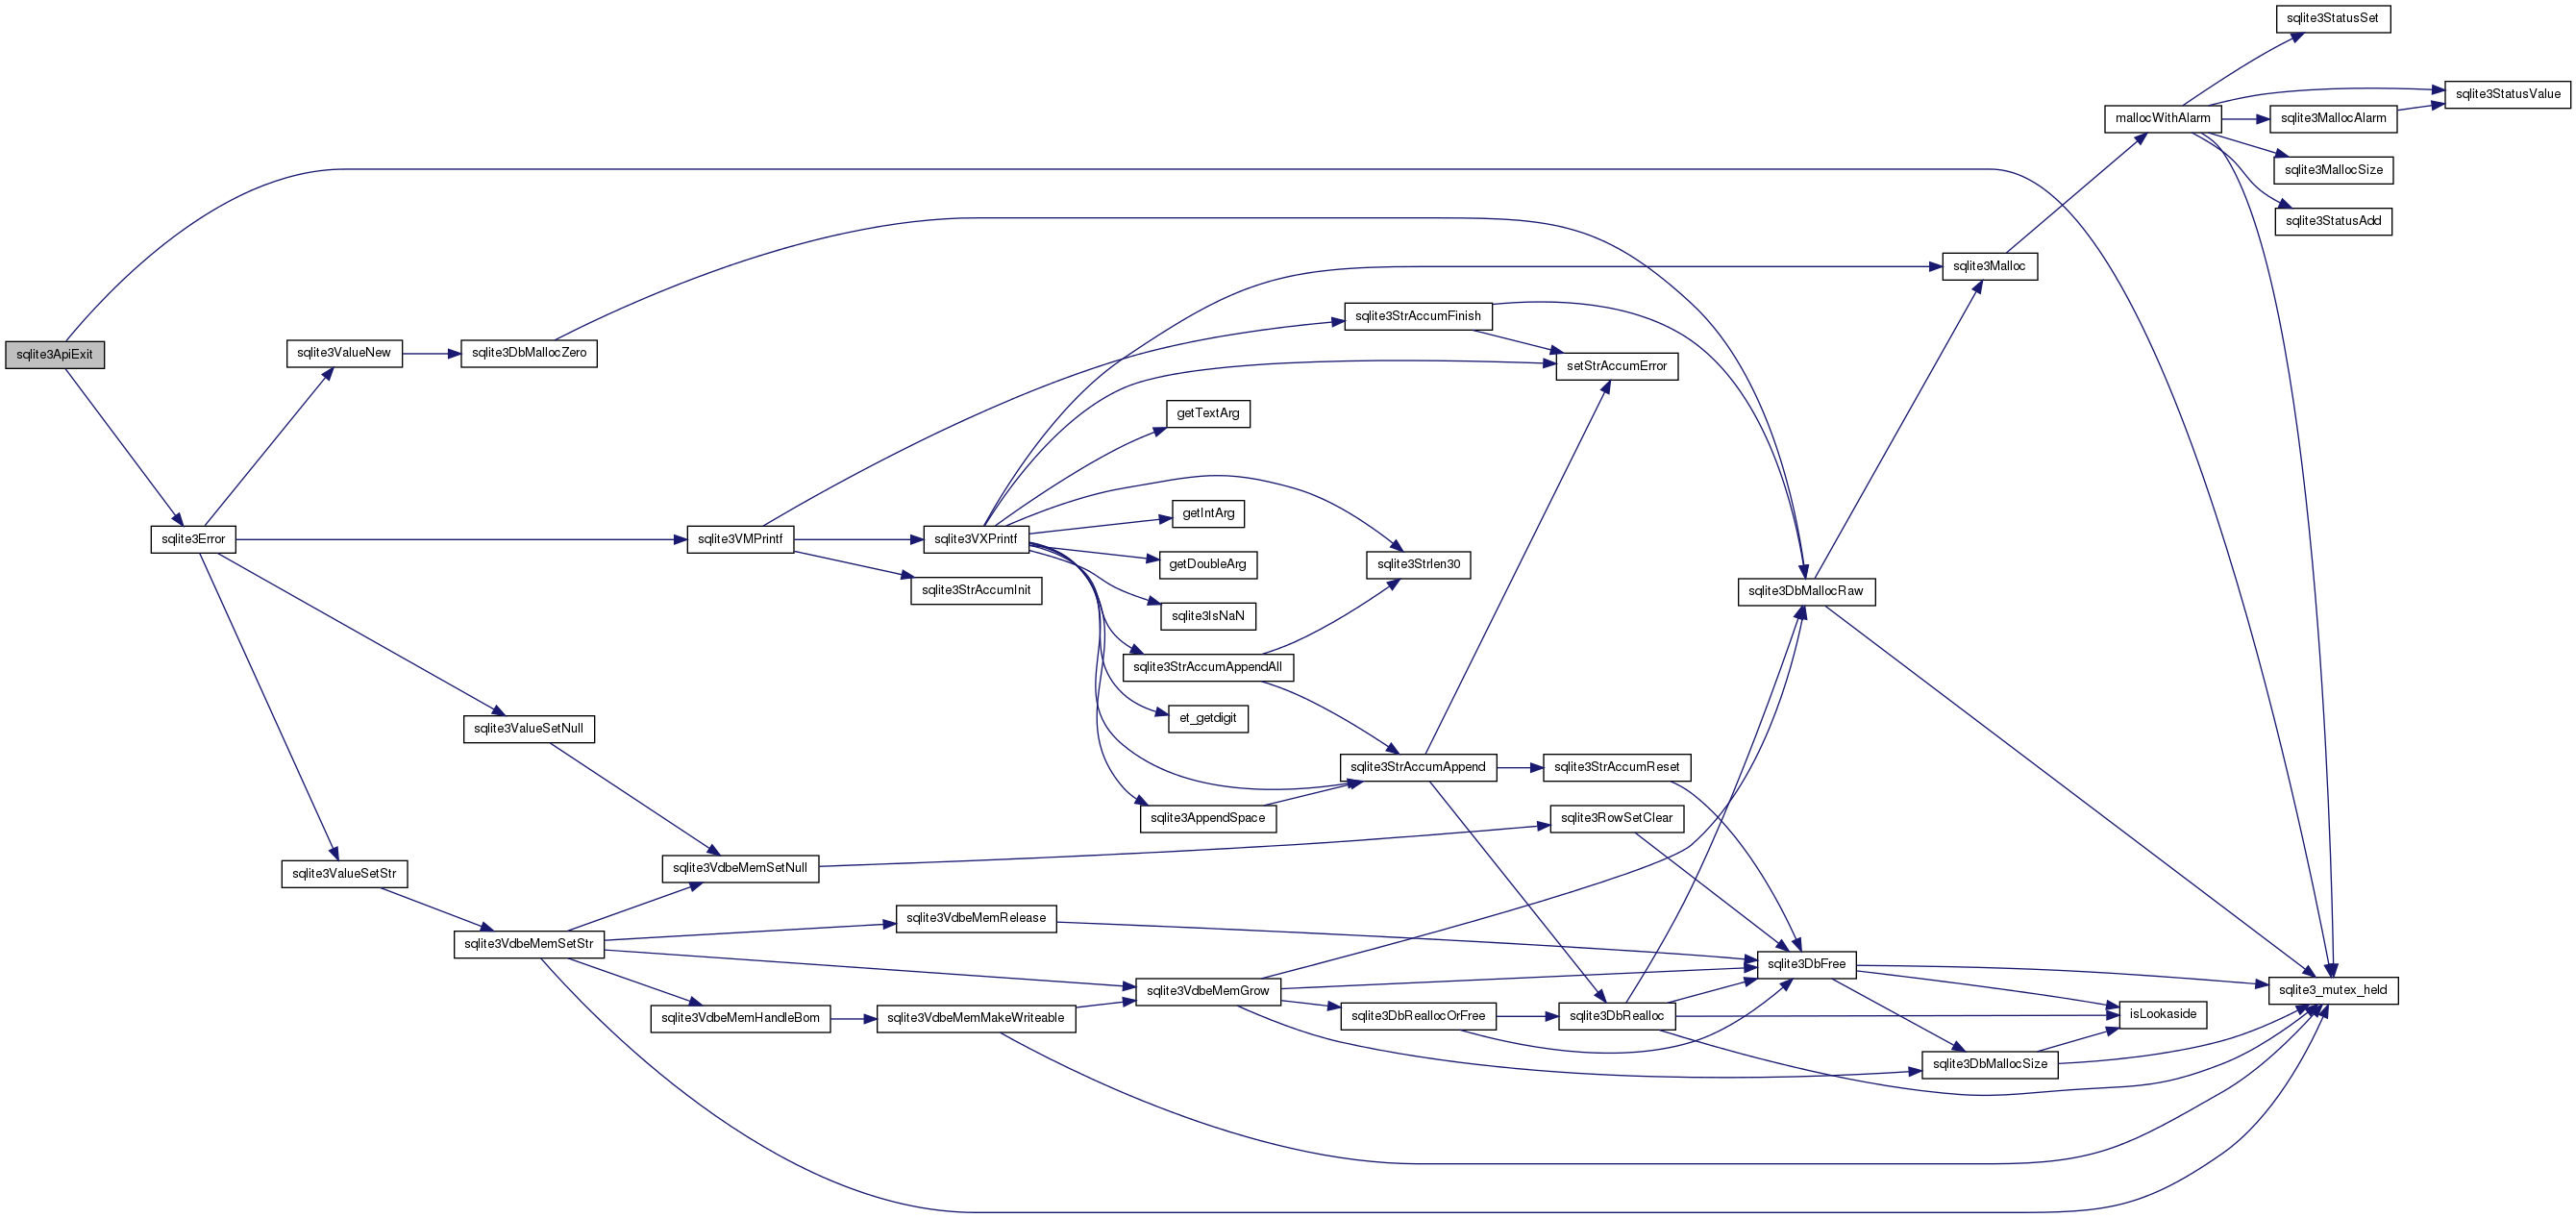 sqlite3StatusSet
sqlite3StatusValue
mallocWithAlarm
sqlite3MallocAlarm
sqlite3MallocSize
sqlite3StatusAdd
sqlite3Malloc
sqlite3StrAccumFinish
sqlite3ApiExit
sqlite3ValueNew
sqlite3DbMallocZero
setStrAccumError
getTextArg
getIntArg
sqlite3Error
sqlite3VMPrintf
sqlite3VXPrintf
getDoubleArg
sqlite3Strlen30
sqlite3StrAccumInit
sqlite3DbMallocRaw
sqlite3IsNaN
sqlite3StrAccumAppendAll
et_getdigit
sqlite3ValueSetNull
sqlite3StrAccumAppend
sqlite3StrAccumReset
sqlite3AppendSpace
sqlite3RowSetClear
sqlite3ValueSetStr
sqlite3VdbeMemSetNull
sqlite3VdbeMemRelease
sqlite3VdbeMemSetStr
sqlite3DbFree
sqlite3VdbeMemGrow
sqlite3_mutex_held
sqlite3VdbeMemHandleBom
sqlite3VdbeMemMakeWriteable
sqlite3DbReallocOrFree
sqlite3DbRealloc
isLookaside
sqlite3DbMallocSize